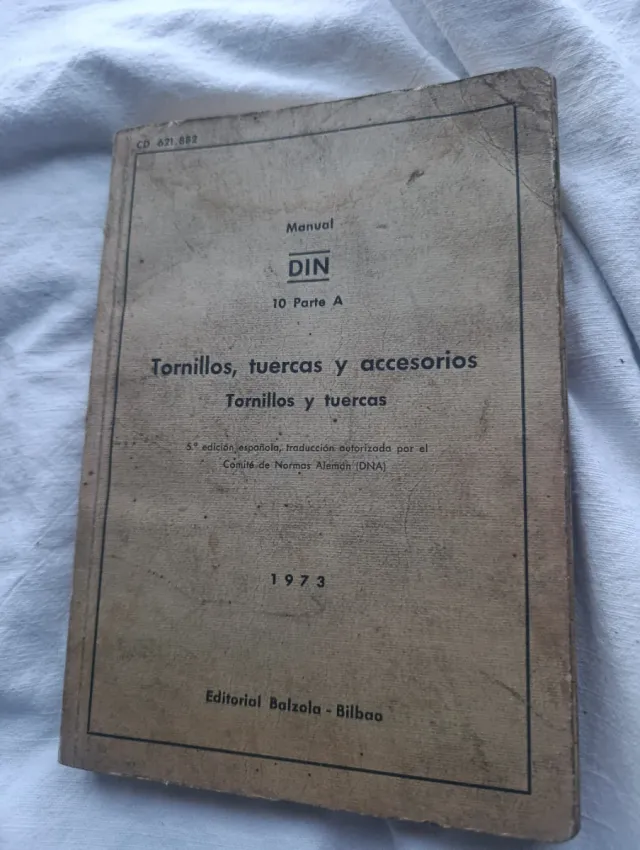 CD 621 882
Manual
DIN
10 Parte A
Tornillos, tuercas y accesorios
Tornillos y tuercas
5.ª edición española, traducción autorizada por el
Comité de Normas Alemán (DNA)
1973
Editorial Balzola - Bilbao